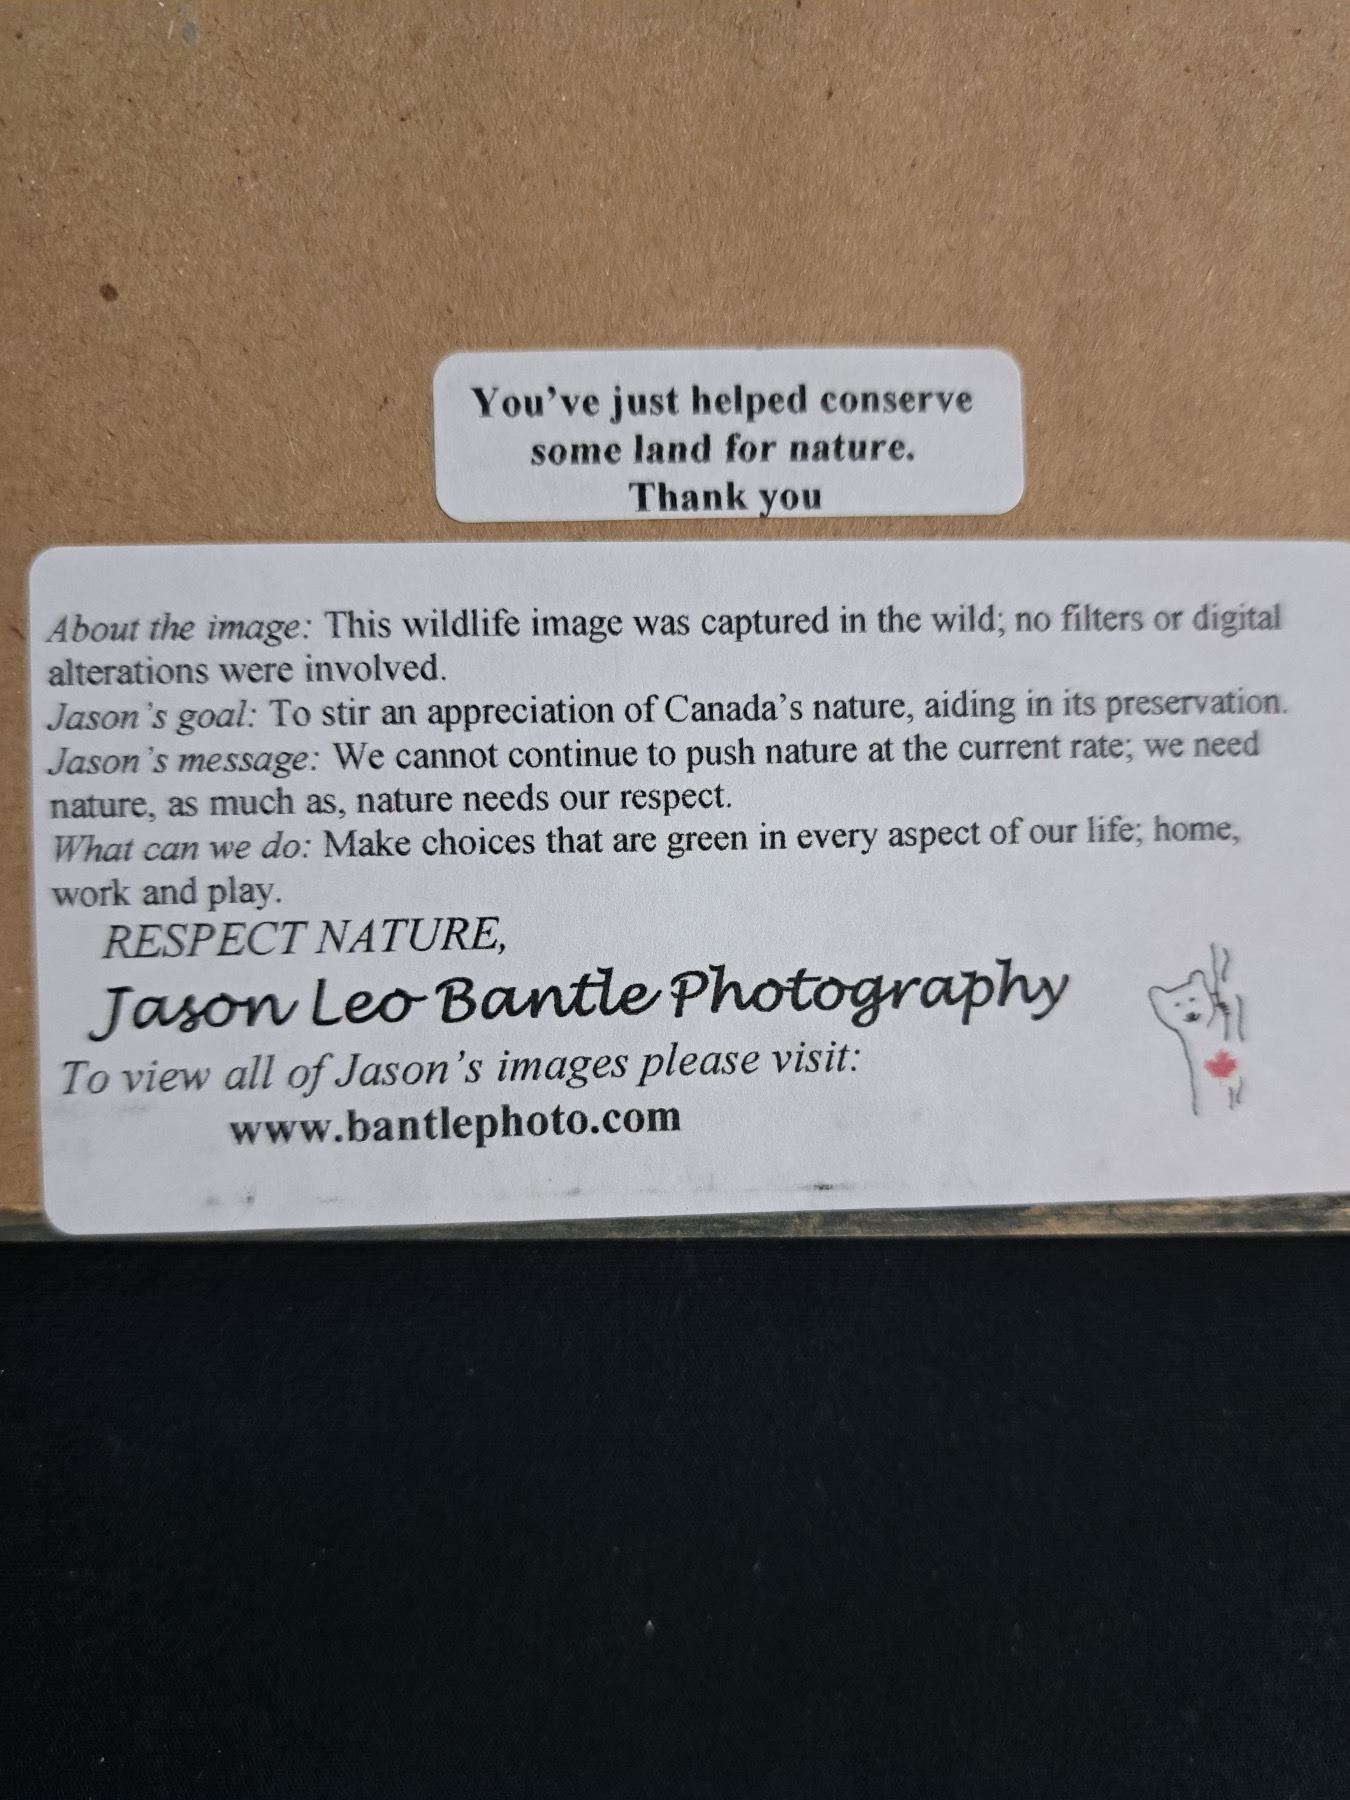 You've just helped conserve
some land for nature.
Thank you
About the image: This wildlife image was captured in the wild; no filters or digital
alterations were involved.
Jason's goal: To stir an appreciation of Canada's nature, aiding in its preservation.
Jason's message: We cannot continue to push nature at the current rate; we need
nature, as much as, nature needs our respect.
What can we do: Make choices that are green in every aspect of our life; home,
work and play.
RESPECT NATURE,
Jason Leo Bantle Photography
To view all of Jason's images please visit:
www.bantlephoto.com